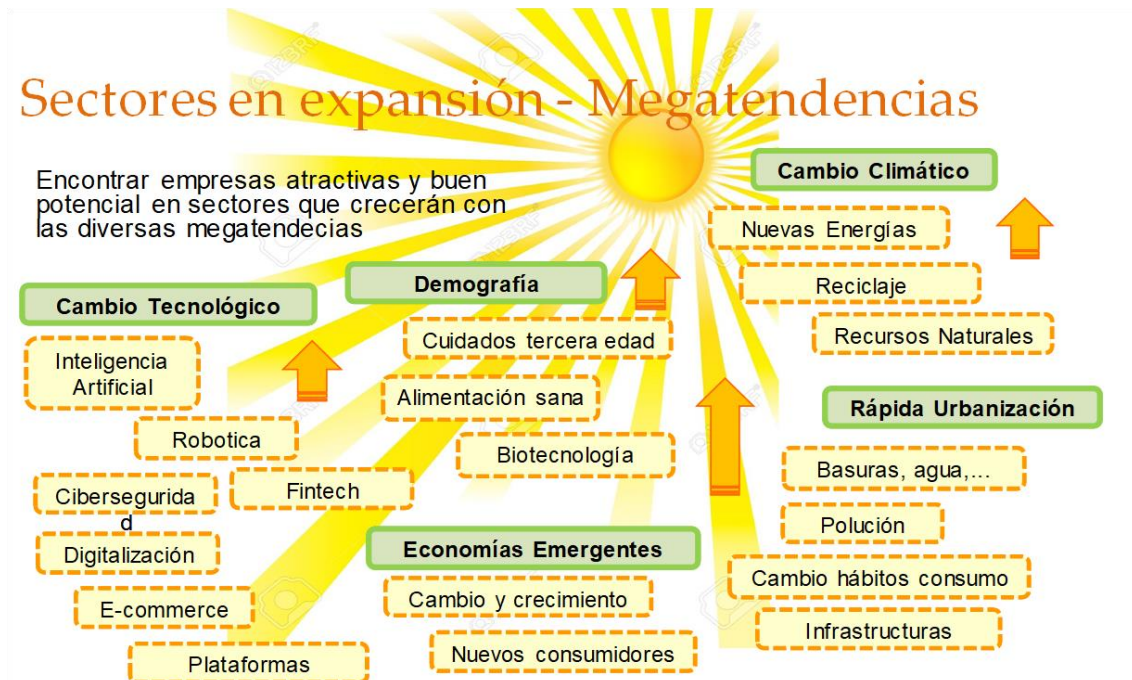 Sectores en expansión - Megatendencias
Encontrar empresas atractivas y buen
potencial en sectores que crecerán con
las diversas megatendecias
Cambio Tecnológico
Inteligencia
Artificial
Robotica
Fintech
Cibersegurida
d
Digitalización
E-commerce
Plataformas
Demografía
Cuidados tercera edad
Alimentación sana
Biotecnología
Economías Emergentes
Cambio y crecimiento
Nuevos consumidores
Cambio Climático
Nuevas Energías
Reciclaje
Recursos Naturales
Rápida Urbanización
Basuras, agua,...
Polución
Cambio hábitos consumo
Infrastructuras